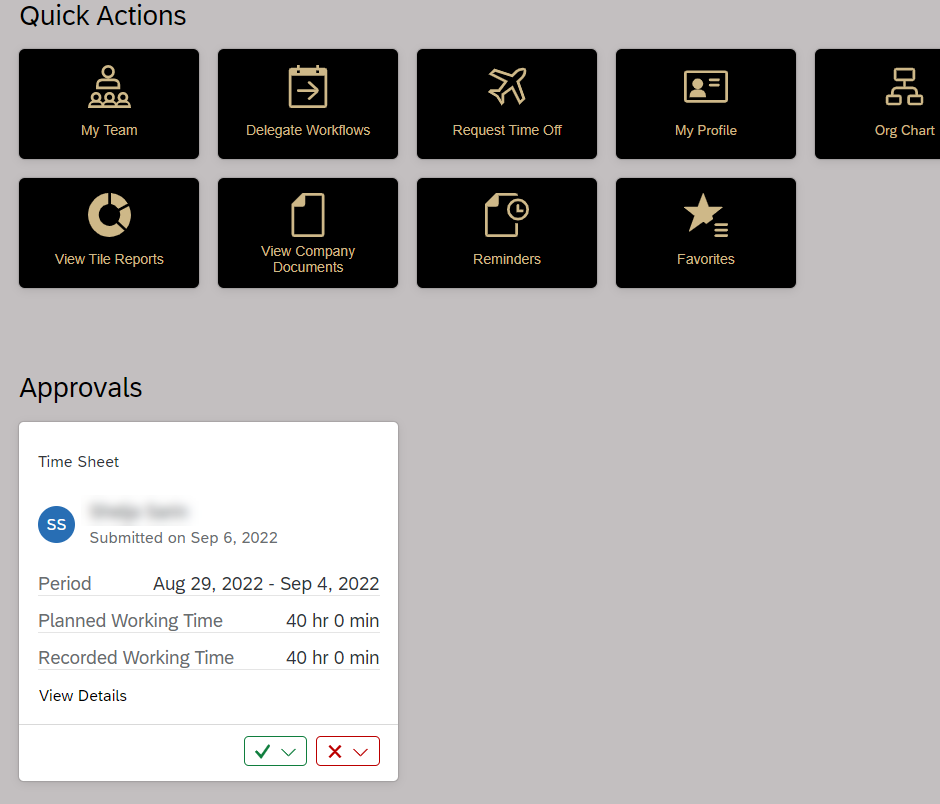 Quick Actions
My Team
Delegate Workflows
Request Time Off
My Profile
Org Chart
View Tile Reports
View Company
Documents
Reminders
Favorites
Approvals
Time Sheet
SS
Submitted on Sep 6, 2022
Period Aug 29, 2022 - Sep 4, 2022
Planned Working Time 40 hr 0 min
Recorded Working Time 40 hr 0 min
View Details